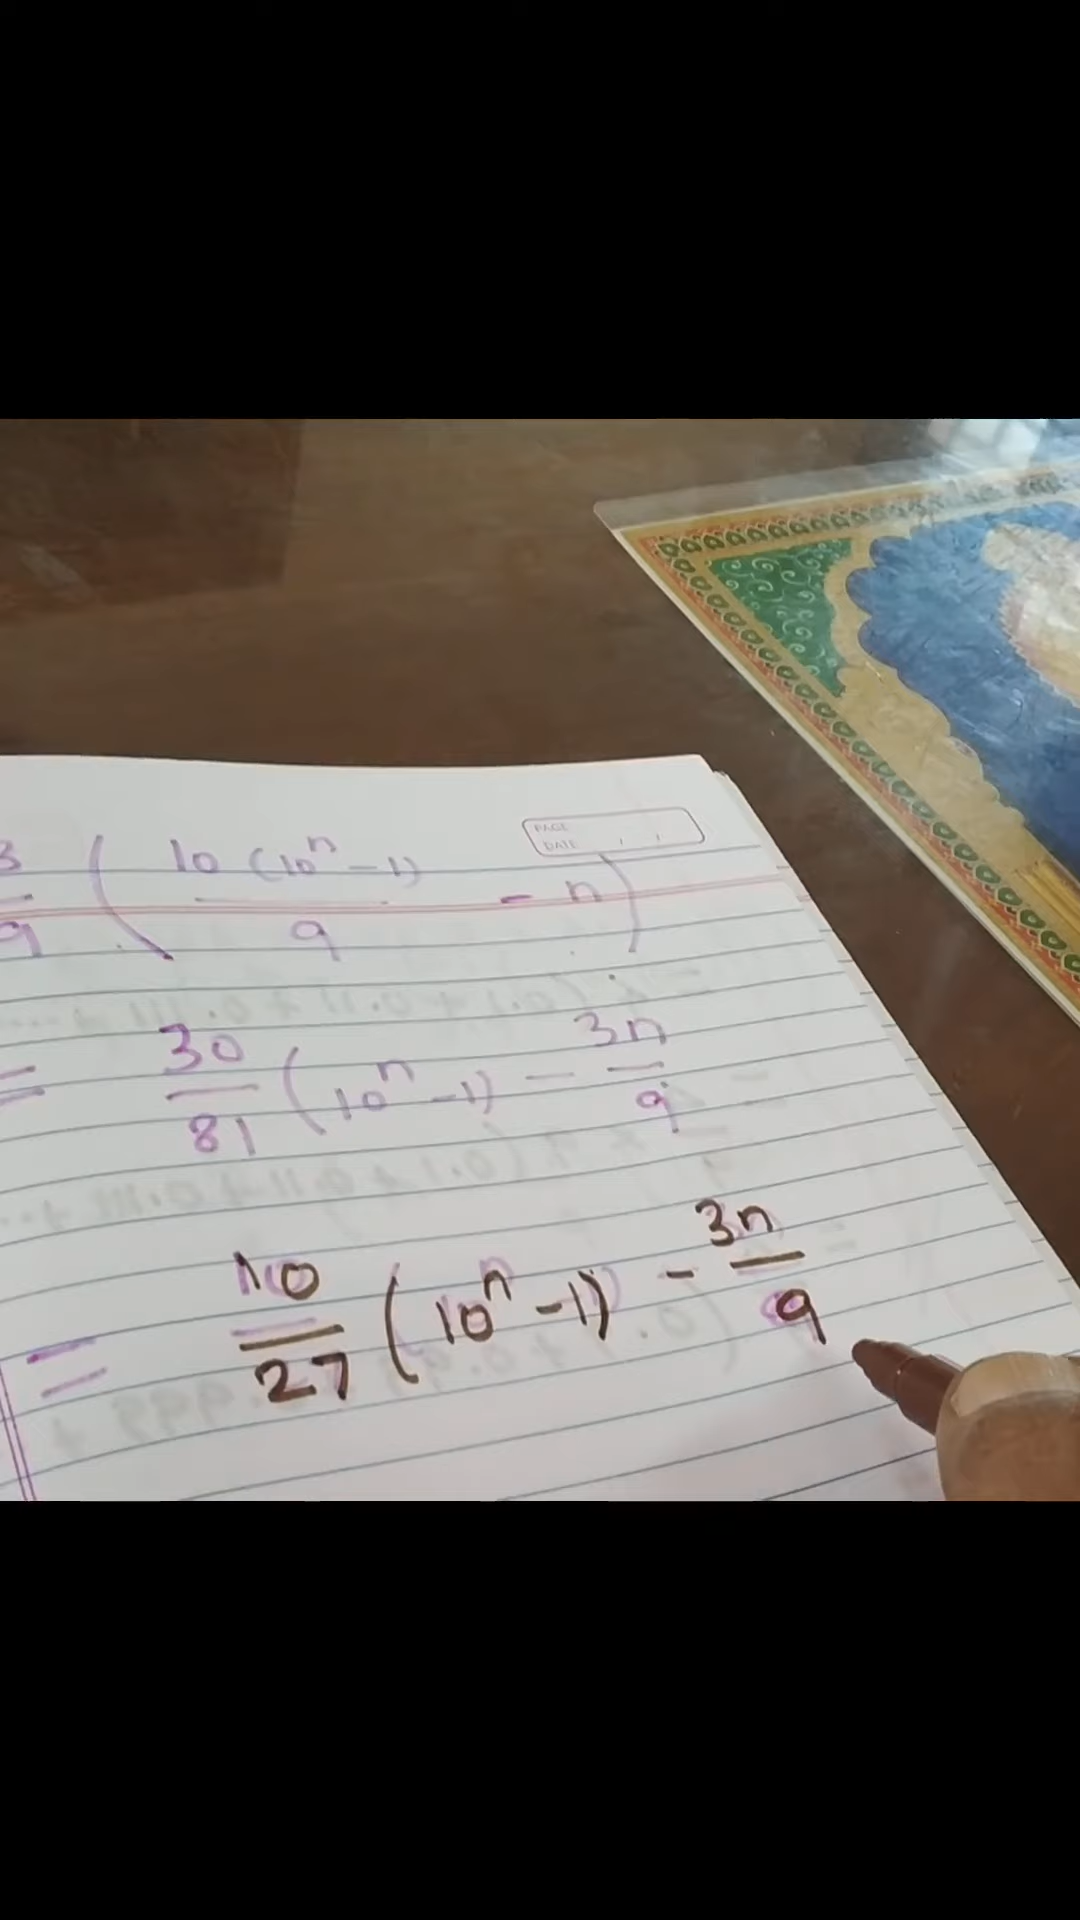 3/9 ( 10 (10ⁿ - 1) / 9 - n )
PAGE
DATE / /
= 30/81 (10ⁿ - 1) - 3n/9
= 10/27 (10ⁿ - 1) - 3n/9